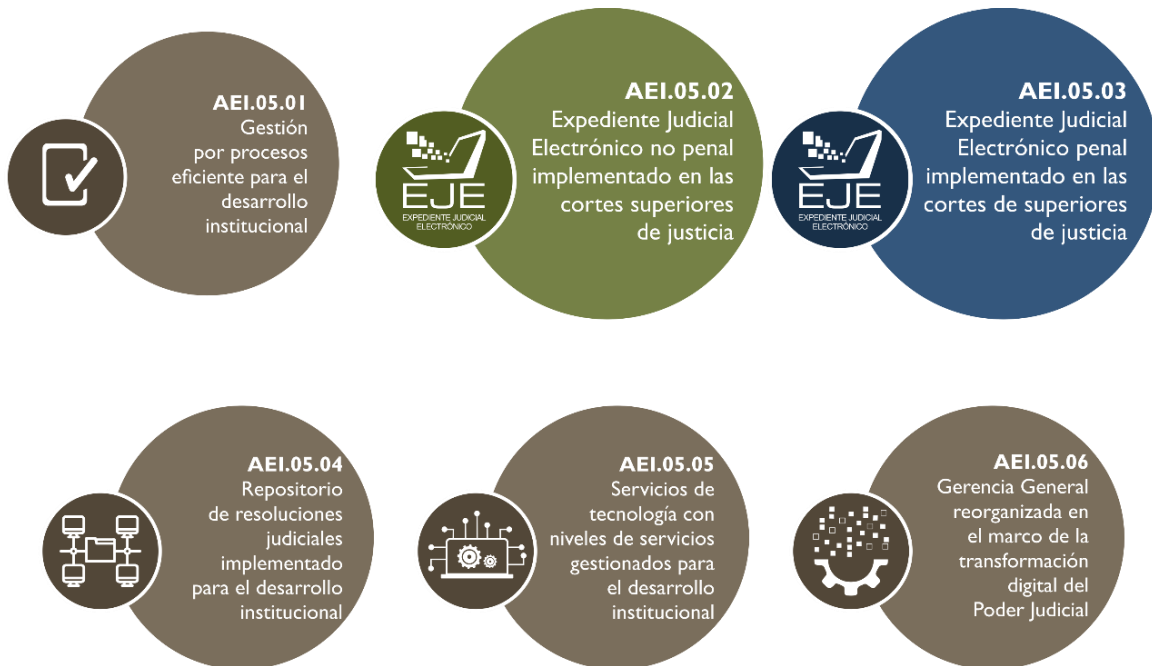 AEI.05.01
Gestión
por procesos
eficiente para el
desarrollo
institucional
EJE
EXPEDIENTE JUDICIAL
ELECTRÓNICO
AEI.05.02
Expediente Judicial
Electrónico no penal
implementado en las
cortes superiores
de justicia
EJE
EXPEDIENTE JUDICIAL
ELECTRÓNICO
AEI.05.03
Expediente Judicial
Electrónico penal
implementado en las
cortes de superiores
de justicia
AEI.05.04
Repositorio
de resoluciones
judiciales
implementado
para el desarrollo
institucional
AEI.05.05
Servicios de
tecnología con
niveles de servicios
gestionados para
el desarrollo
institucional
AEI.05.06
Gerencia General
reorganizada en
el marco de la
transformación
digital del
Poder Judicial